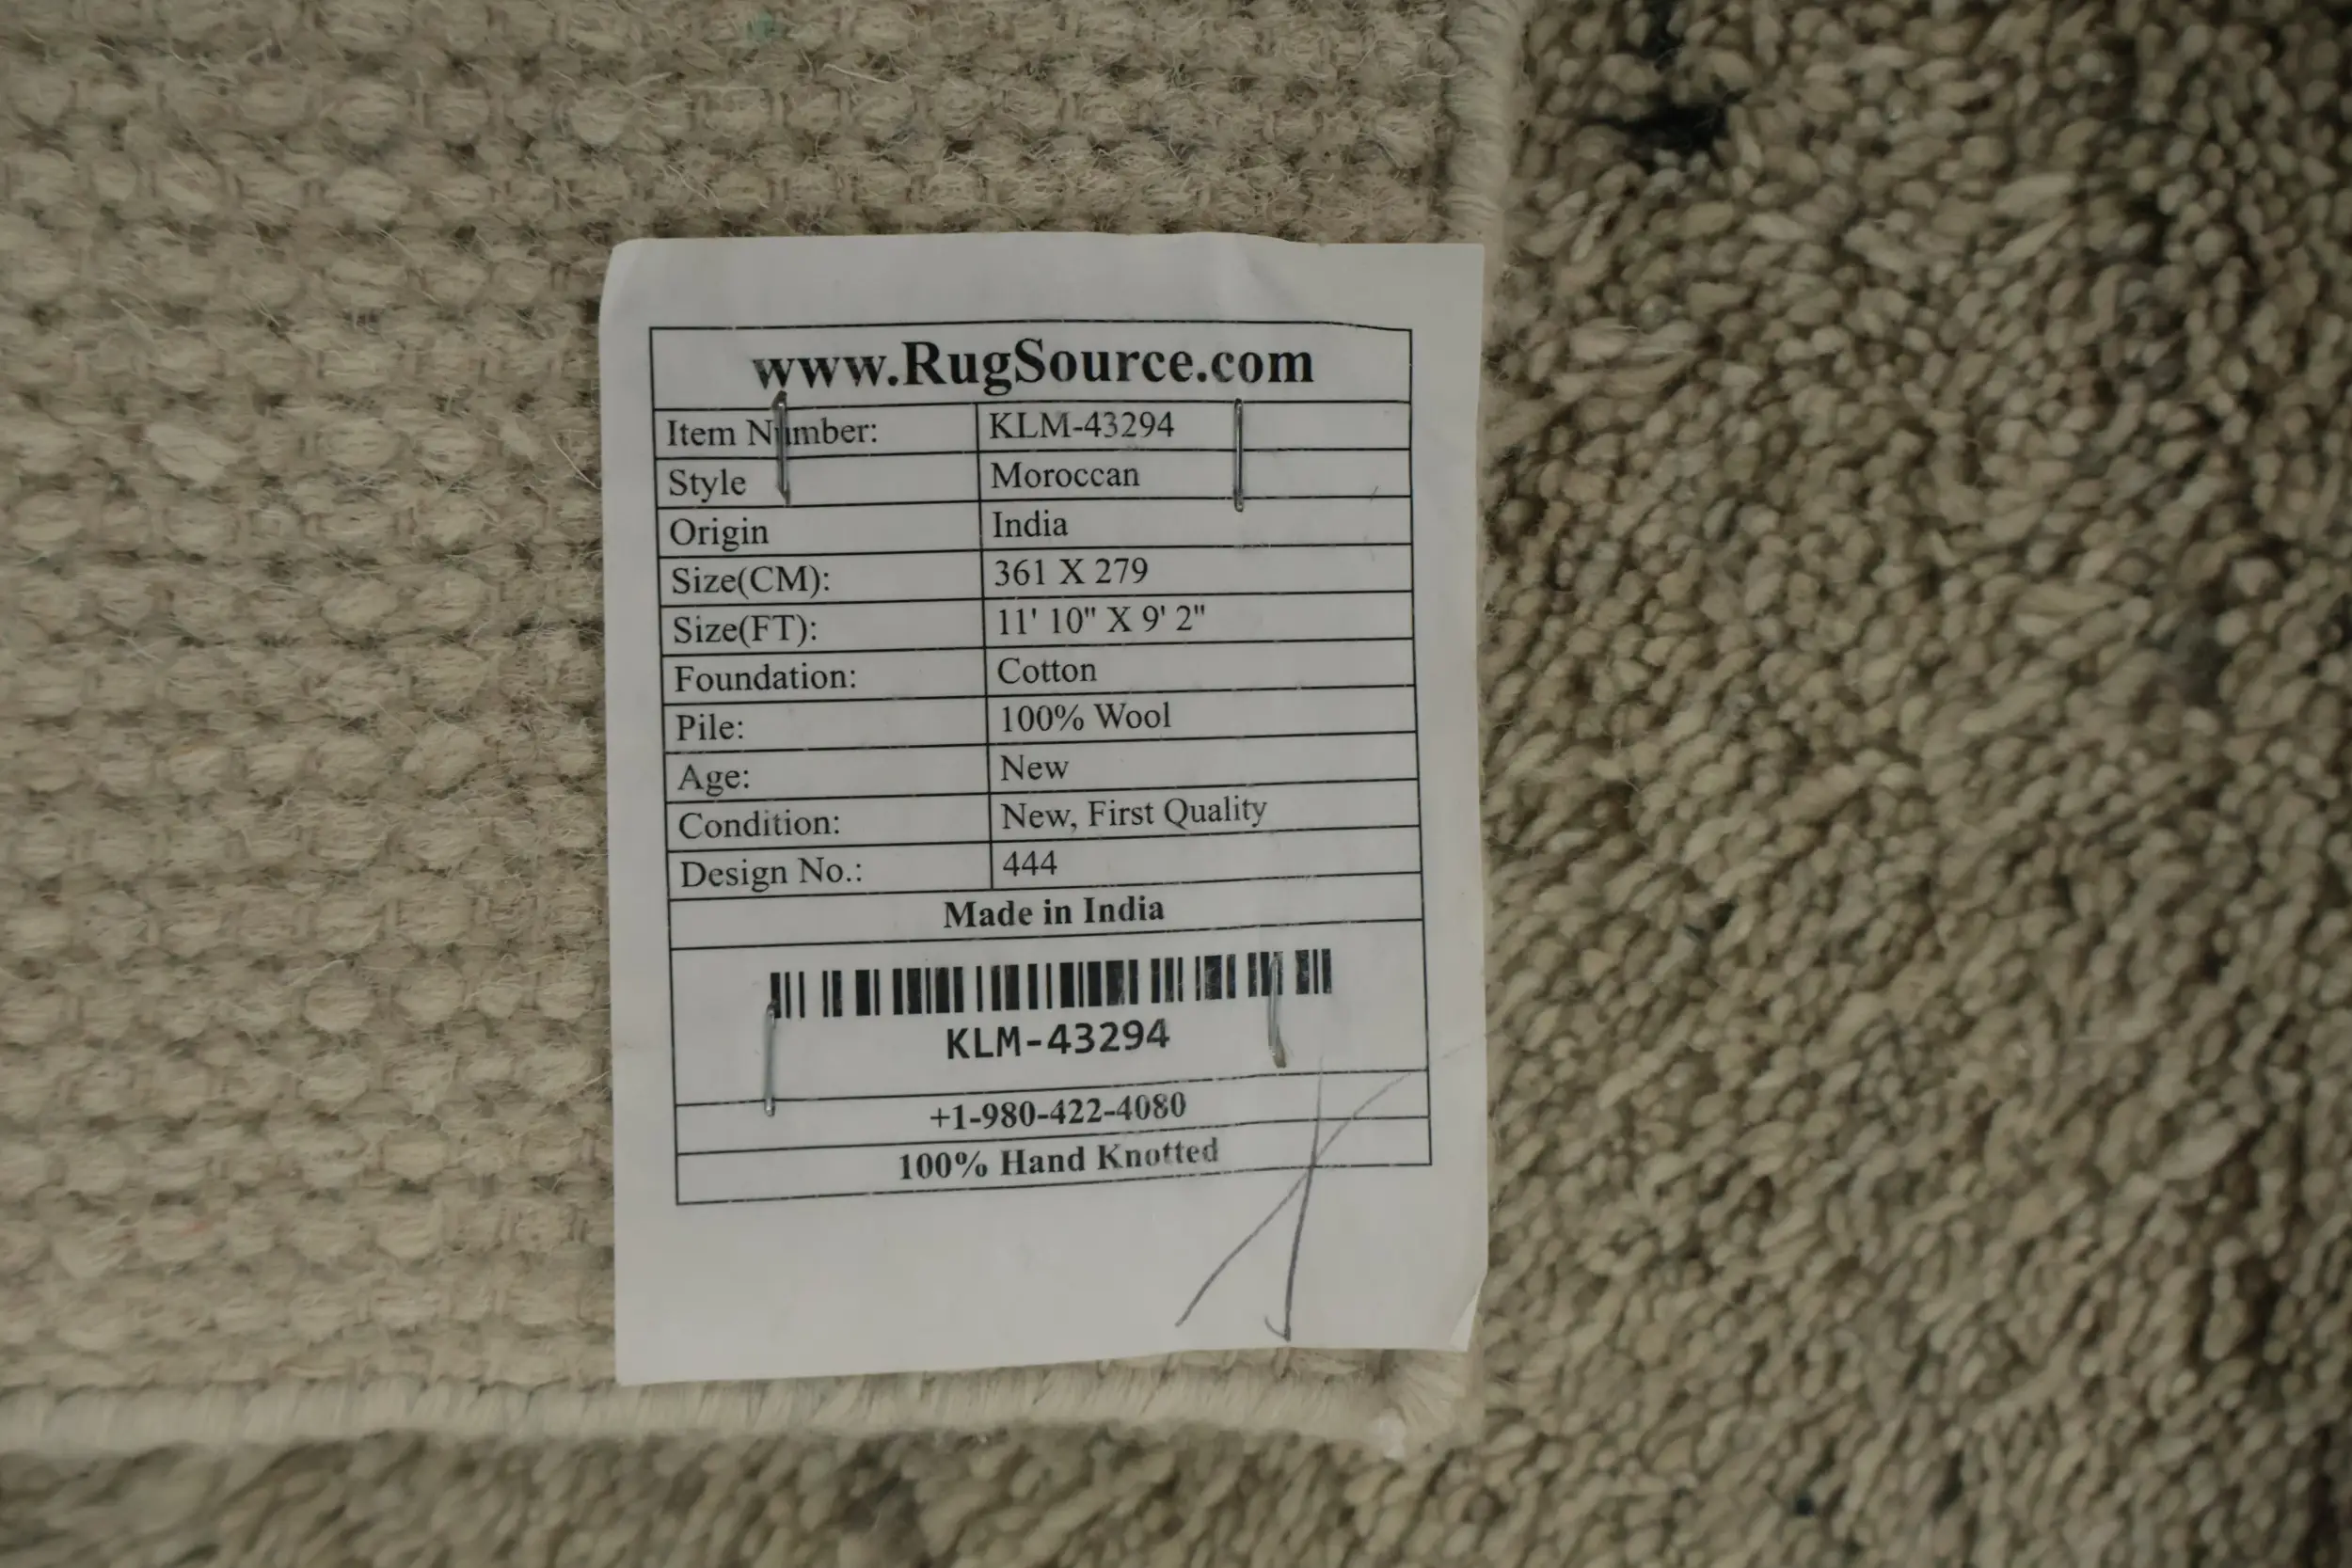 www.RugSource.com
Item Number: KLM-43294
Style Moroccan
Origin India
Size(CM): 361 X 279
Size(FT): 11' 10" X 9' 2"
Foundation: Cotton
Pile: 100% Wool
Age: New
Condition: New, First Quality
Design No.: 444
Made in India
KLM-43294
+1-980-422-4080
100% Hand Knotted